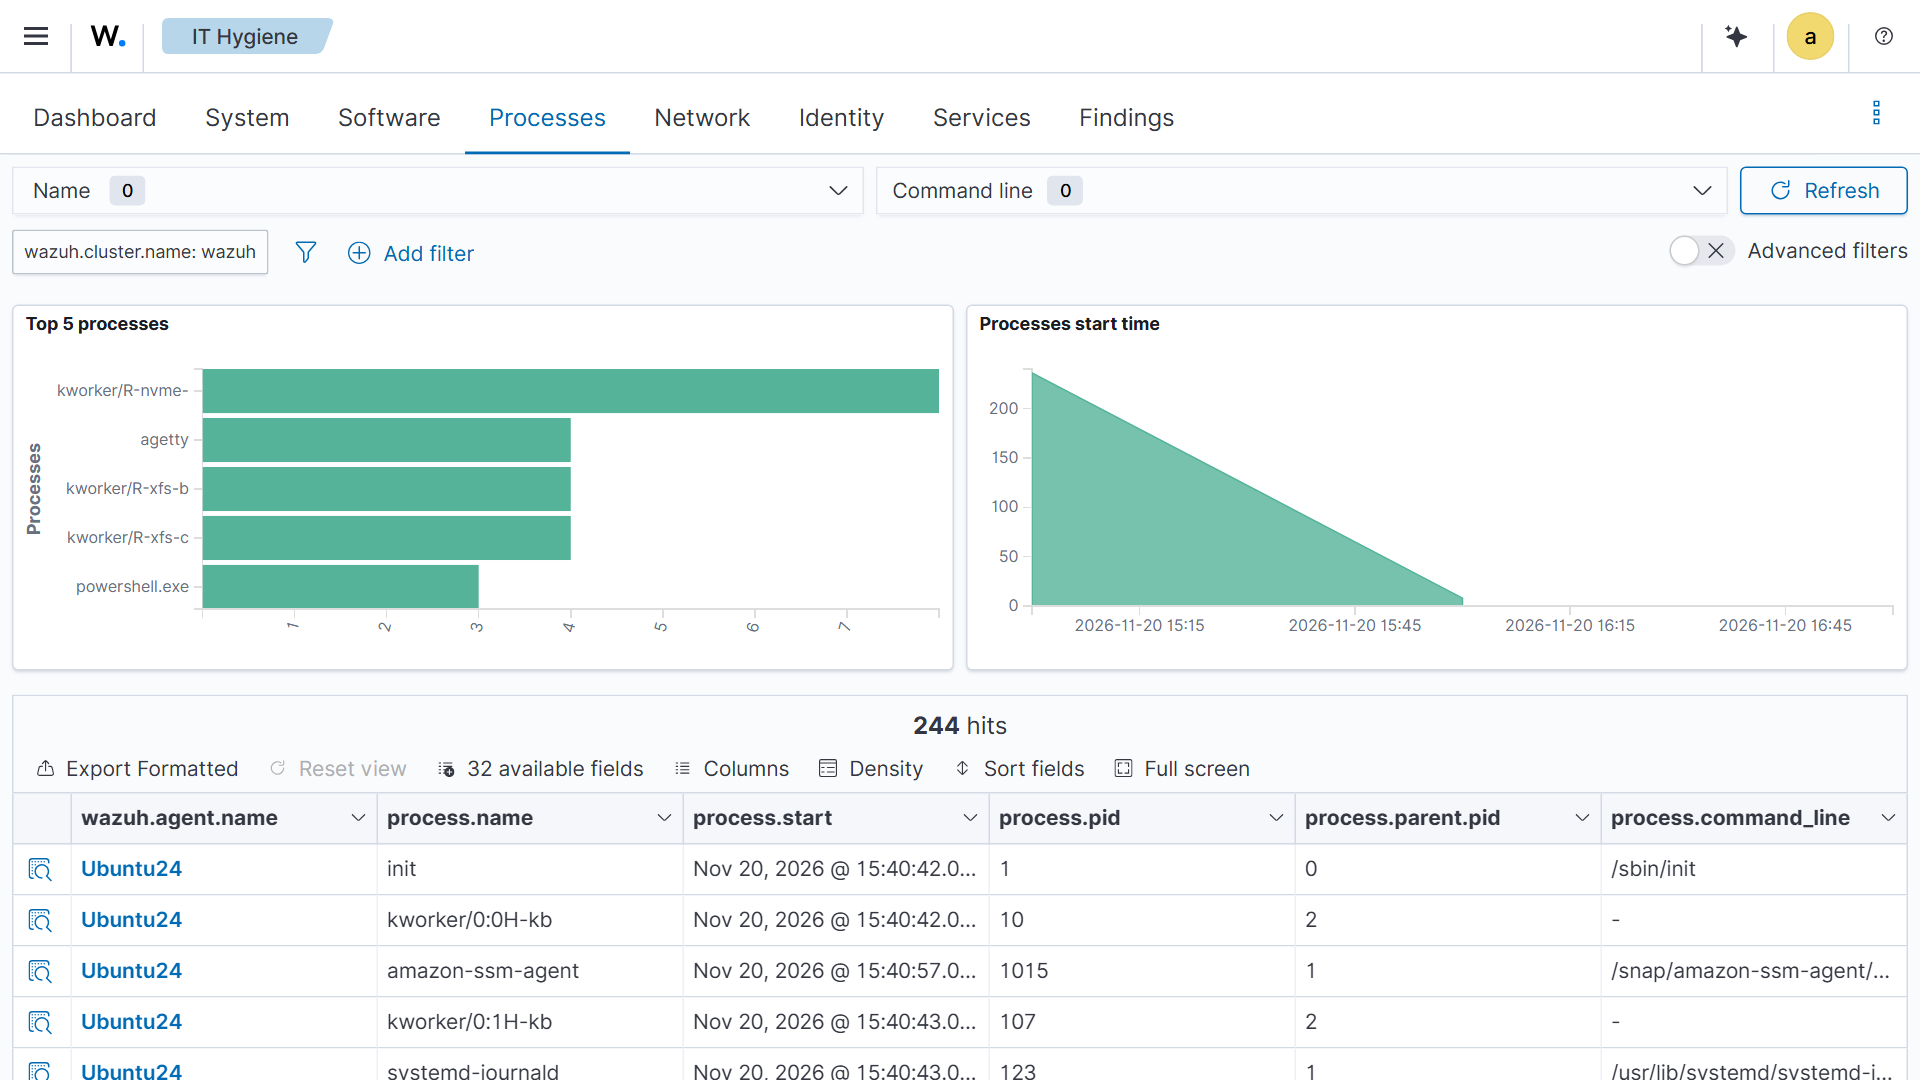 W.
IT Hygiene
a
Dashboard
System
Software
Processes
Network
Identity
Services
Findings
Name 0
Command line 0
Refresh
wazuh.cluster.name: wazuh
Add filter
Advanced filters
Top 5 processes
Processes
kworker/R-nvme-
agetty
kworker/R-xfs-b
kworker/R-xfs-c
powershell.exe
1 2 3 4 5 6 7
Processes start time
200
150
100
50
0
2026-11-20 15:15 2026-11-20 15:45 2026-11-20 16:15 2026-11-20 16:45
244 hits
Export Formatted Reset view 32 available fields Columns Density Sort fields Full screen
wazuh.agent.name process.name process.start process.pid process.parent.pid process.command_line
Ubuntu24 init Nov 20, 2026 @ 15:40:42.0... 1 0 /sbin/init
Ubuntu24 kworker/0:0H-kb Nov 20, 2026 @ 15:40:42.0... 10 2 -
Ubuntu24 amazon-ssm-agent Nov 20, 2026 @ 15:40:57.0... 1015 1 /snap/amazon-ssm-agent/...
Ubuntu24 kworker/0:1H-kb Nov 20, 2026 @ 15:40:43.0... 107 2 -
Ubuntu24 systemd-journald Nov 20, 2026 @ 15:40:43.0... 123 1 /usr/lib/systemd/systemd-j...